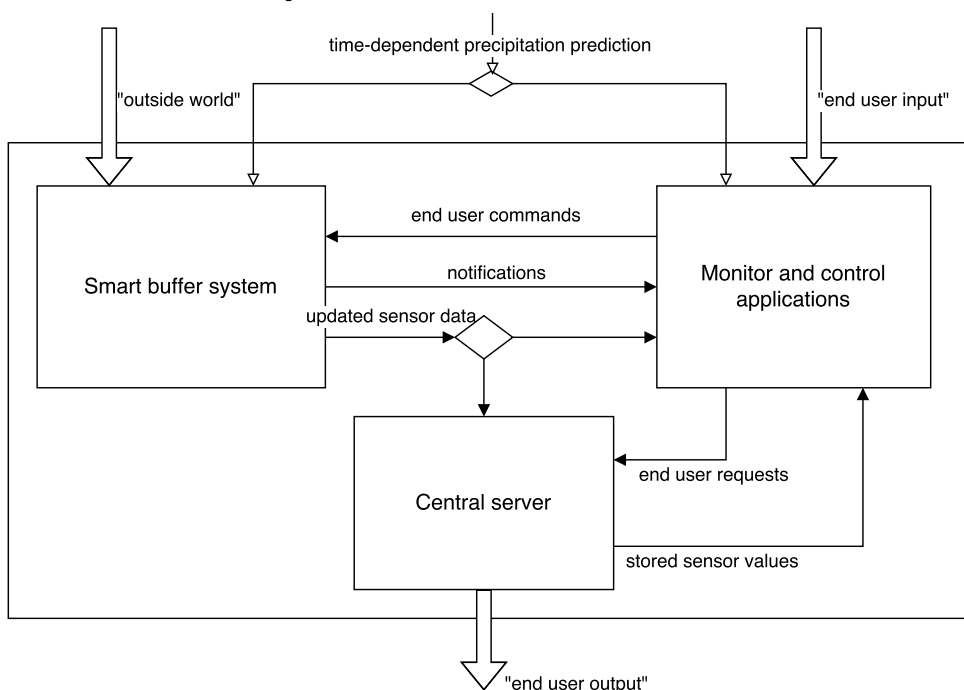 time-dependent precipitation prediction
"outside world"
"end user input"
end user commands
notifications
updated sensor data
Smart buffer system
Monitor and control
applications
Central server
end user requests
stored sensor values
"end user output"